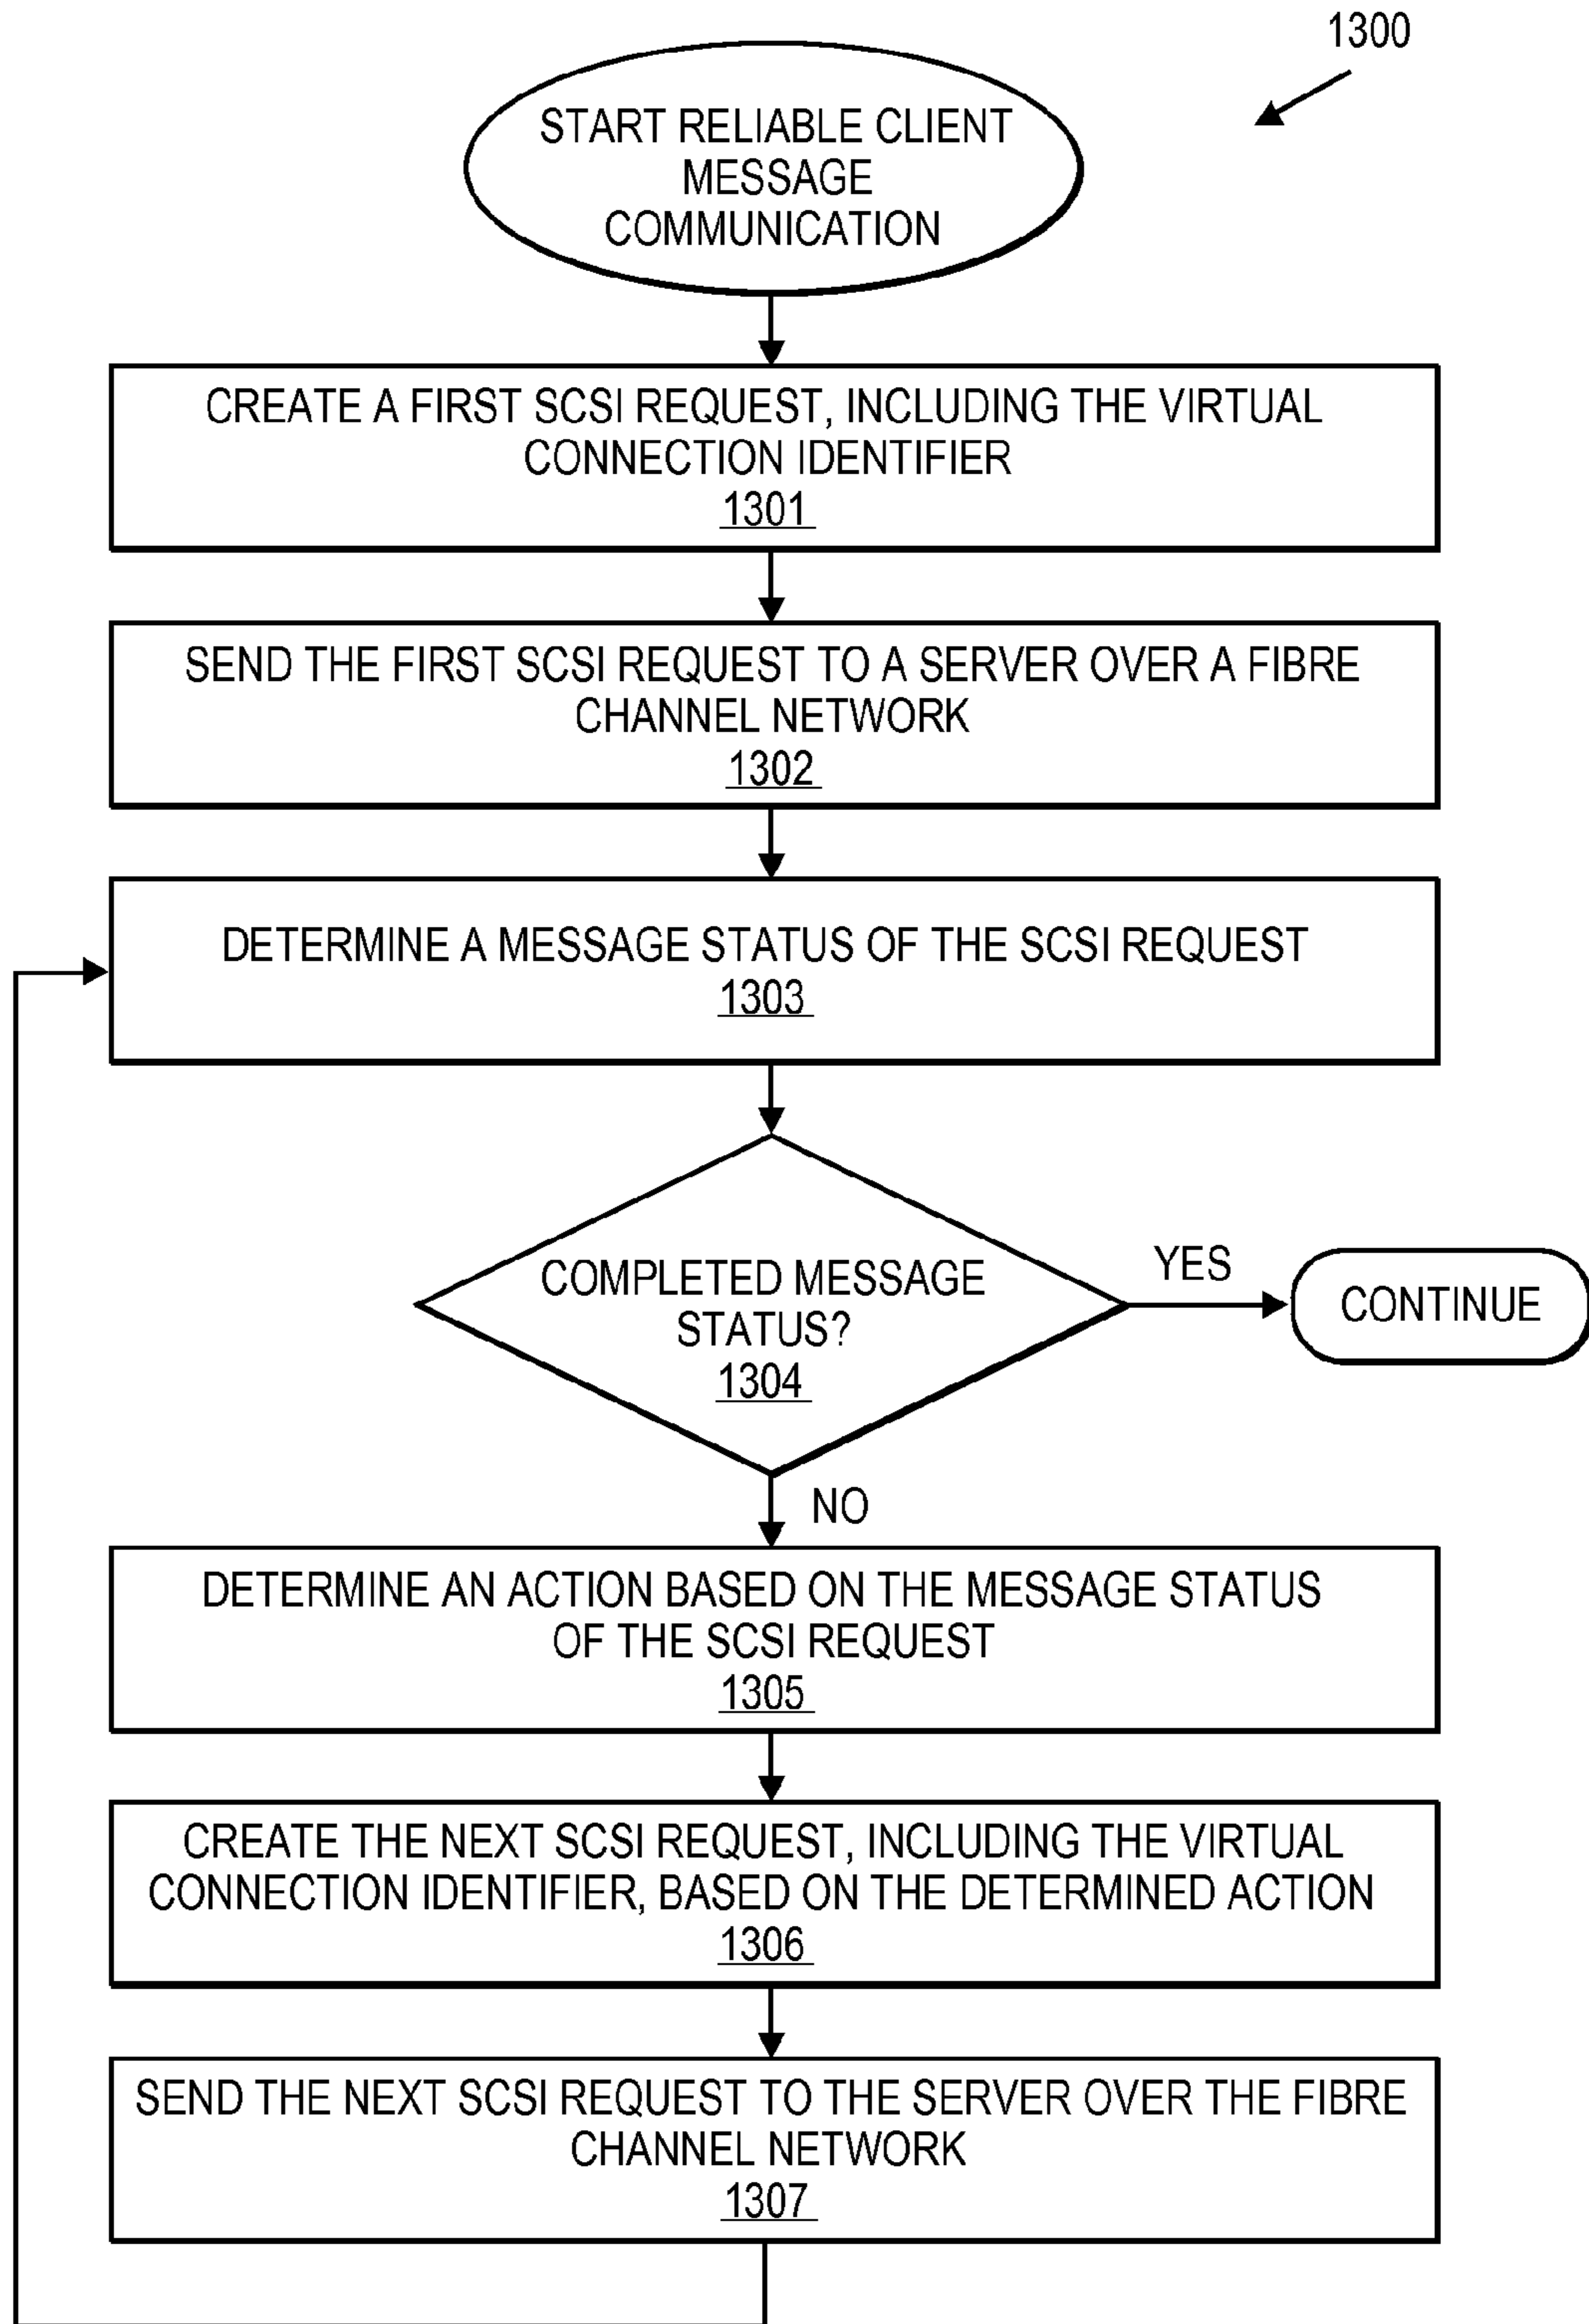 1300
START RELIABLE CLIENT
MESSAGE
COMMUNICATION
CREATE A FIRST SCSI REQUEST, INCLUDING THE VIRTUAL
CONNECTION IDENTIFIER
1301
SEND THE FIRST SCSI REQUEST TO A SERVER OVER A FIBRE
CHANNEL NETWORK
1302
DETERMINE A MESSAGE STATUS OF THE SCSI REQUEST
1303
COMPLETED MESSAGE
STATUS?
1304
YES
CONTINUE
NO
DETERMINE AN ACTION BASED ON THE MESSAGE STATUS
OF THE SCSI REQUEST
1305
CREATE THE NEXT SCSI REQUEST, INCLUDING THE VIRTUAL
CONNECTION IDENTIFIER, BASED ON THE DETERMINED ACTION
1306
SEND THE NEXT SCSI REQUEST TO THE SERVER OVER THE FIBRE
CHANNEL NETWORK
1307